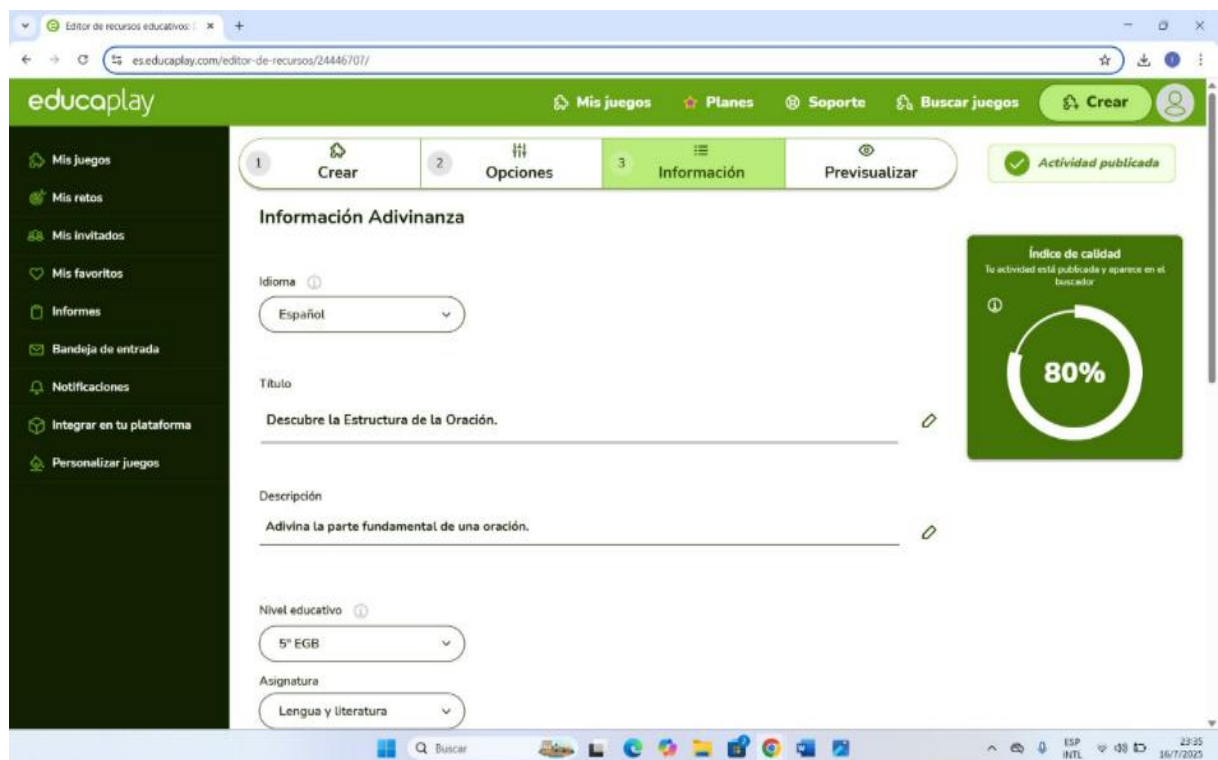 Editor de recursos educativos:
es.educaplay.com/editor-de-recursos/24446707/
educaplay
Mis juegos
Planes
Soporte
Buscar juegos
Crear
Mis juegos
Mis retos
Mis invitados
Mis favoritos
Informes
Bandeja de entrada
Notificaciones
Integrar en tu plataforma
Personalizar juegos
1 Crear
2 Opciones
3 Información
Previsualizar
Actividad publicada
Información Adivinanza
Índice de calidad
Tu actividad está publicada y aparece en el
buscador
80%
Idioma
Español
Título
Descubre la Estructura de la Oración.
Descripción
Adivina la parte fundamental de una oración.
Nivel educativo
5º EGB
Asignatura
Lengua y literatura
Buscar
ESP
INTL
23:35
16/7/2025